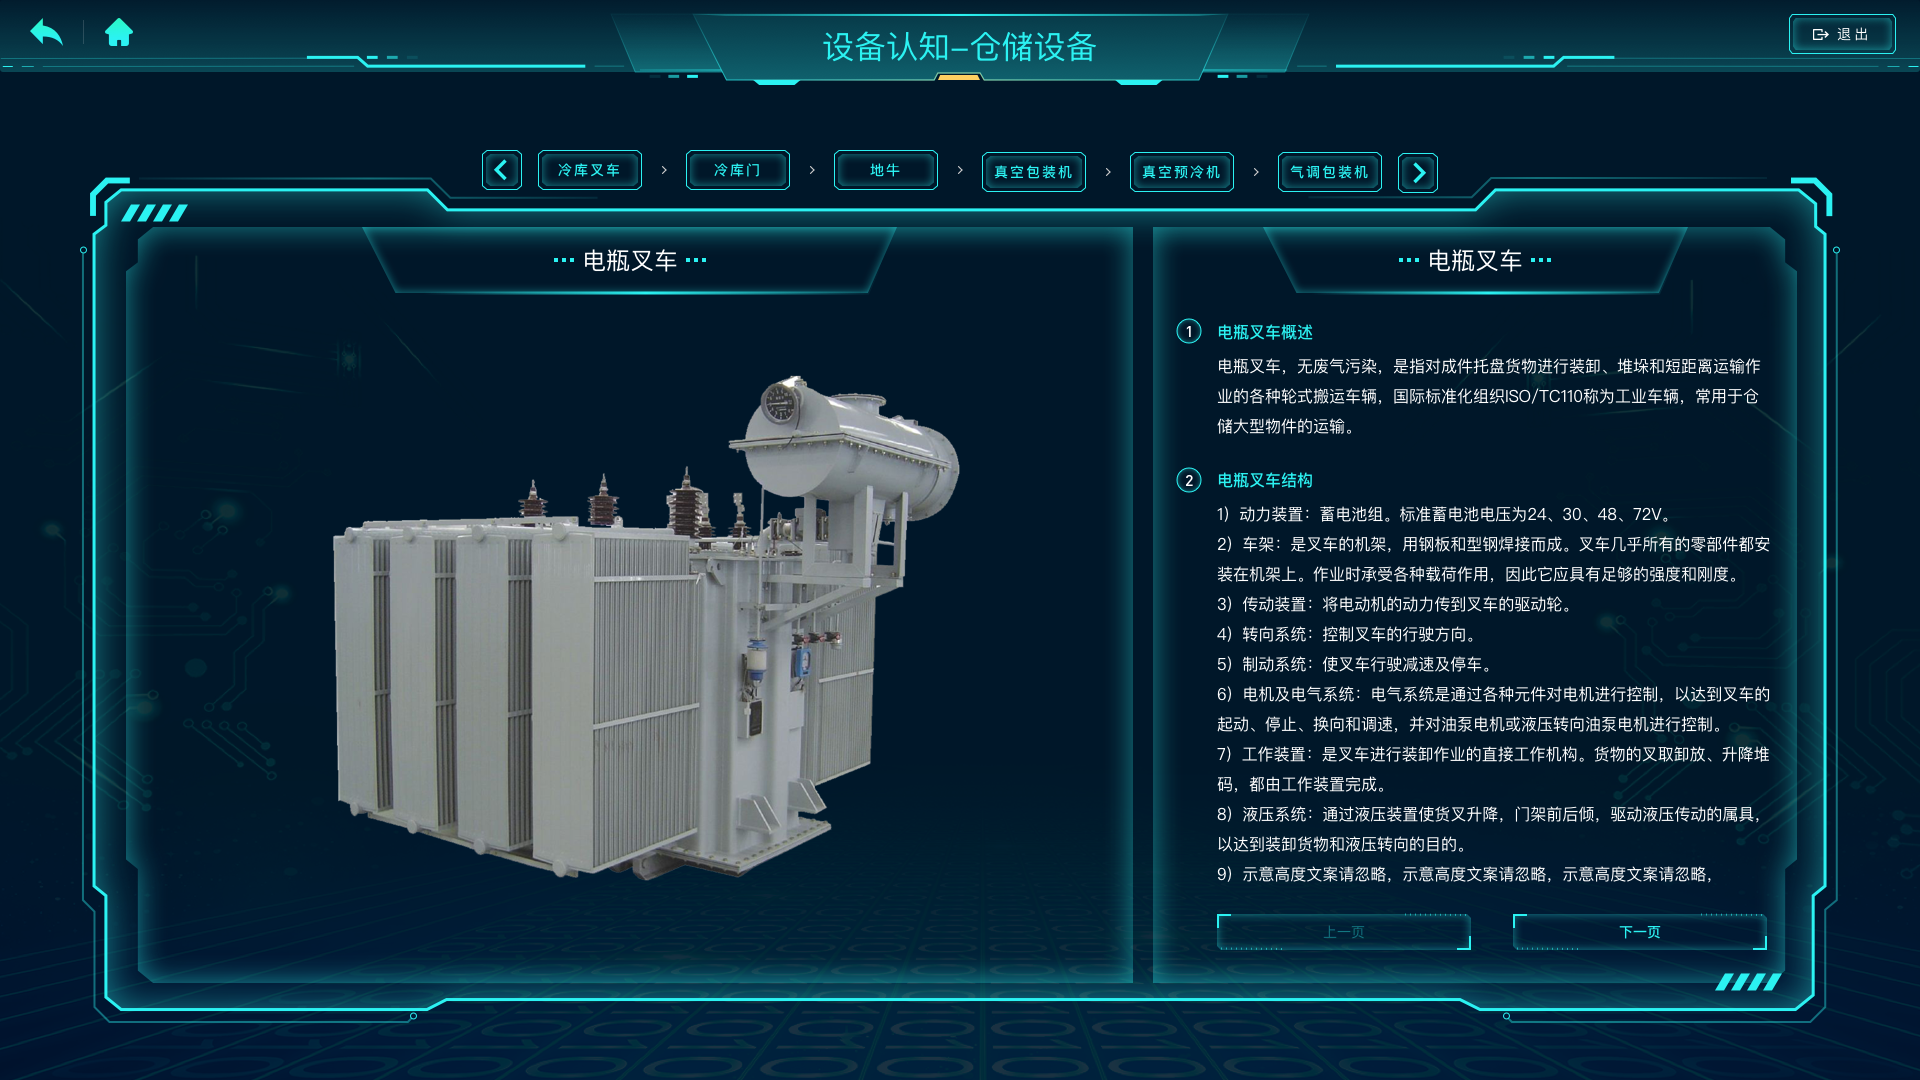 设备认知–仓储设备
退出
冷库叉车
冷库门
地牛
真空包装机
真空预冷机
气调包装机
电瓶叉车
电瓶叉车
1 电瓶叉车概述
电瓶叉车，无废气污染，是指对成件托盘货物进行装卸、堆垛和短距离运输作
业的各种轮式搬运车辆，国际标准化组织ISO/TC110称为工业车辆，常用于仓
储大型物件的运输。
2 电瓶叉车结构
1）动力装置：蓄电池组。标准蓄电池电压为24、30、48、72V。
2）车架：是叉车的机架，用钢板和型钢焊接而成。叉车几乎所有的零部件都安
装在机架上。作业时承受各种载荷作用，因此它应具有足够的强度和刚度。
3）传动装置：将电动机的动力传到叉车的驱动轮。
4）转向系统：控制叉车的行驶方向。
5）制动系统：使叉车行驶减速及停车。
6）电机及电气系统：电气系统是通过各种元件对电机进行控制，以达到叉车的
起动、停止、换向和调速，并对油泵电机或液压转向油泵电机进行控制。
7）工作装置：是叉车进行装卸作业的直接工作机构。货物的叉取卸放、升降堆
码，都由工作装置完成。
8）液压系统：通过液压装置使货叉升降，门架前后倾，驱动液压传动的属具，
以达到装卸货物和液压转向的目的。
9）示意高度文案请忽略，示意高度文案请忽略，示意高度文案请忽略，
上一页
下一页